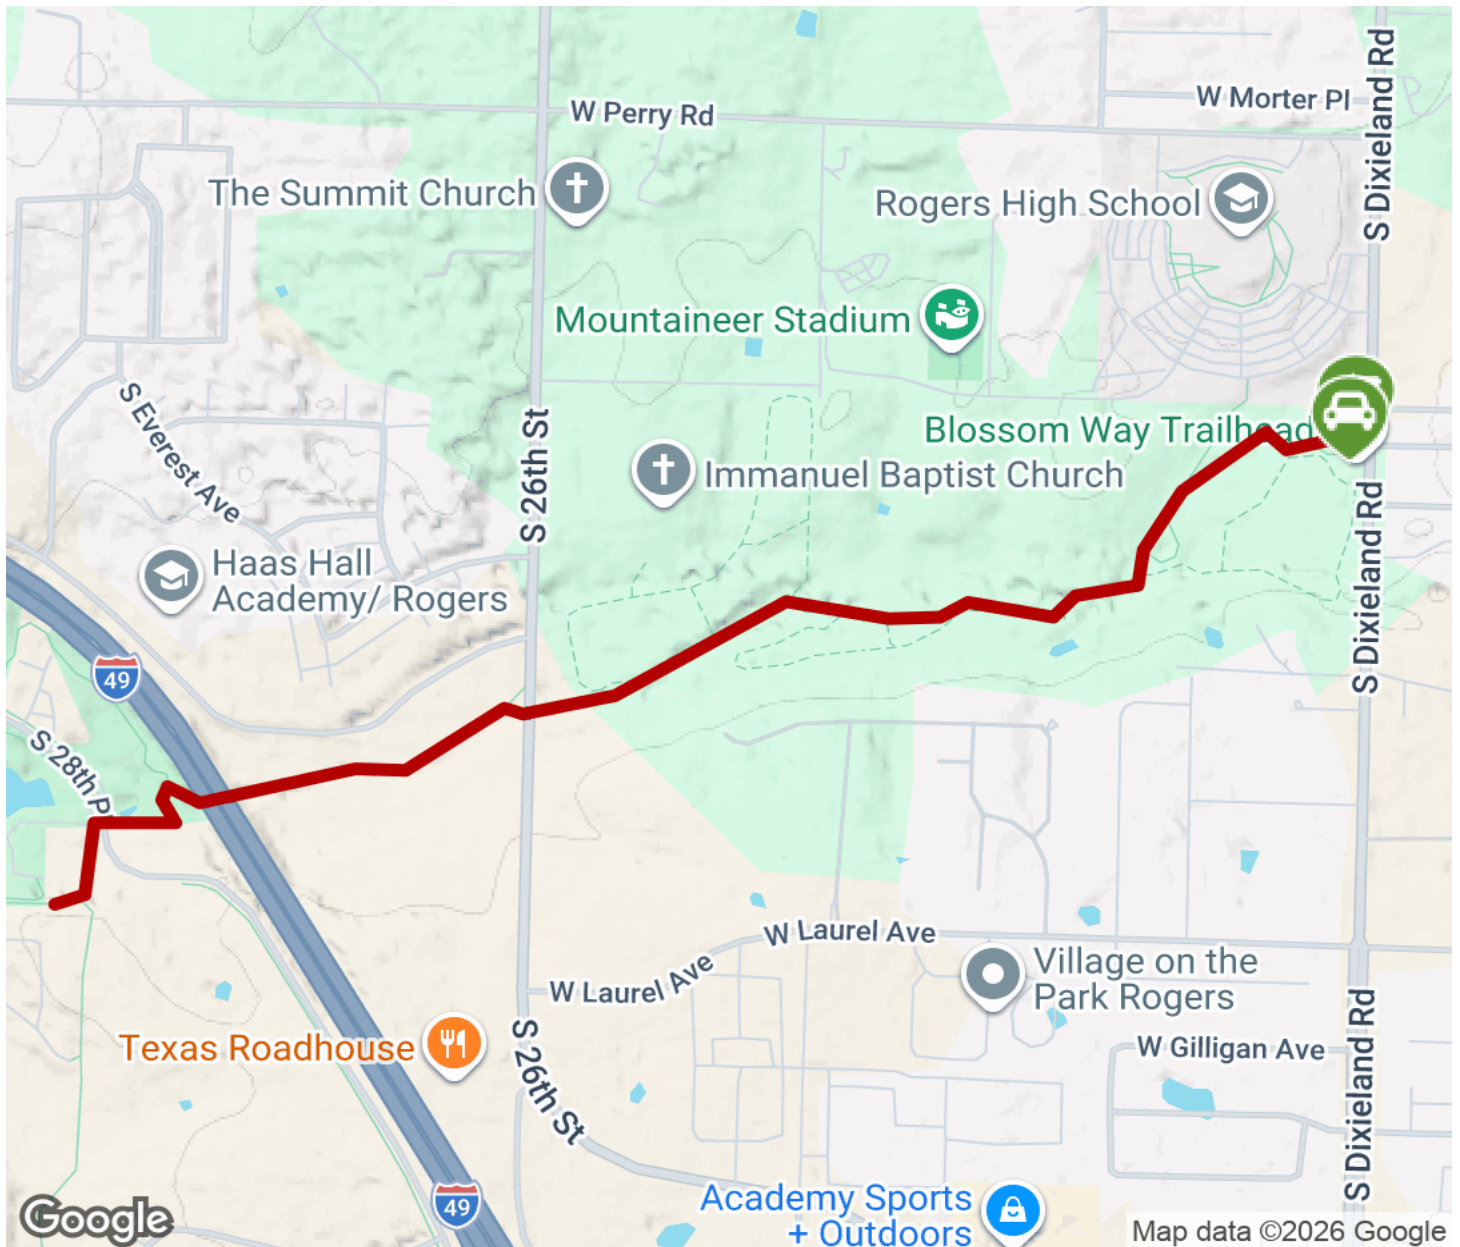 S Dixieland Rd
W Morter Pl
W Perry Rd
The Summit Church
Rogers High School
Mountaineer Stadium
S Everest Ave
S 26th St
Blossom Way Trailhead
Immanuel Baptist Church
S Dixieland Rd
Haas Hall
Academy/ Rogers
49
S 28th Pl
W Laurel Ave
W Laurel Ave
Village on the
Park Rogers
Texas Roadhouse
S 26th St
W Gilligan Ave
S Dixieland Rd
49
Academy Sports
+ Outdoors
Google
Map data ©2026 Google